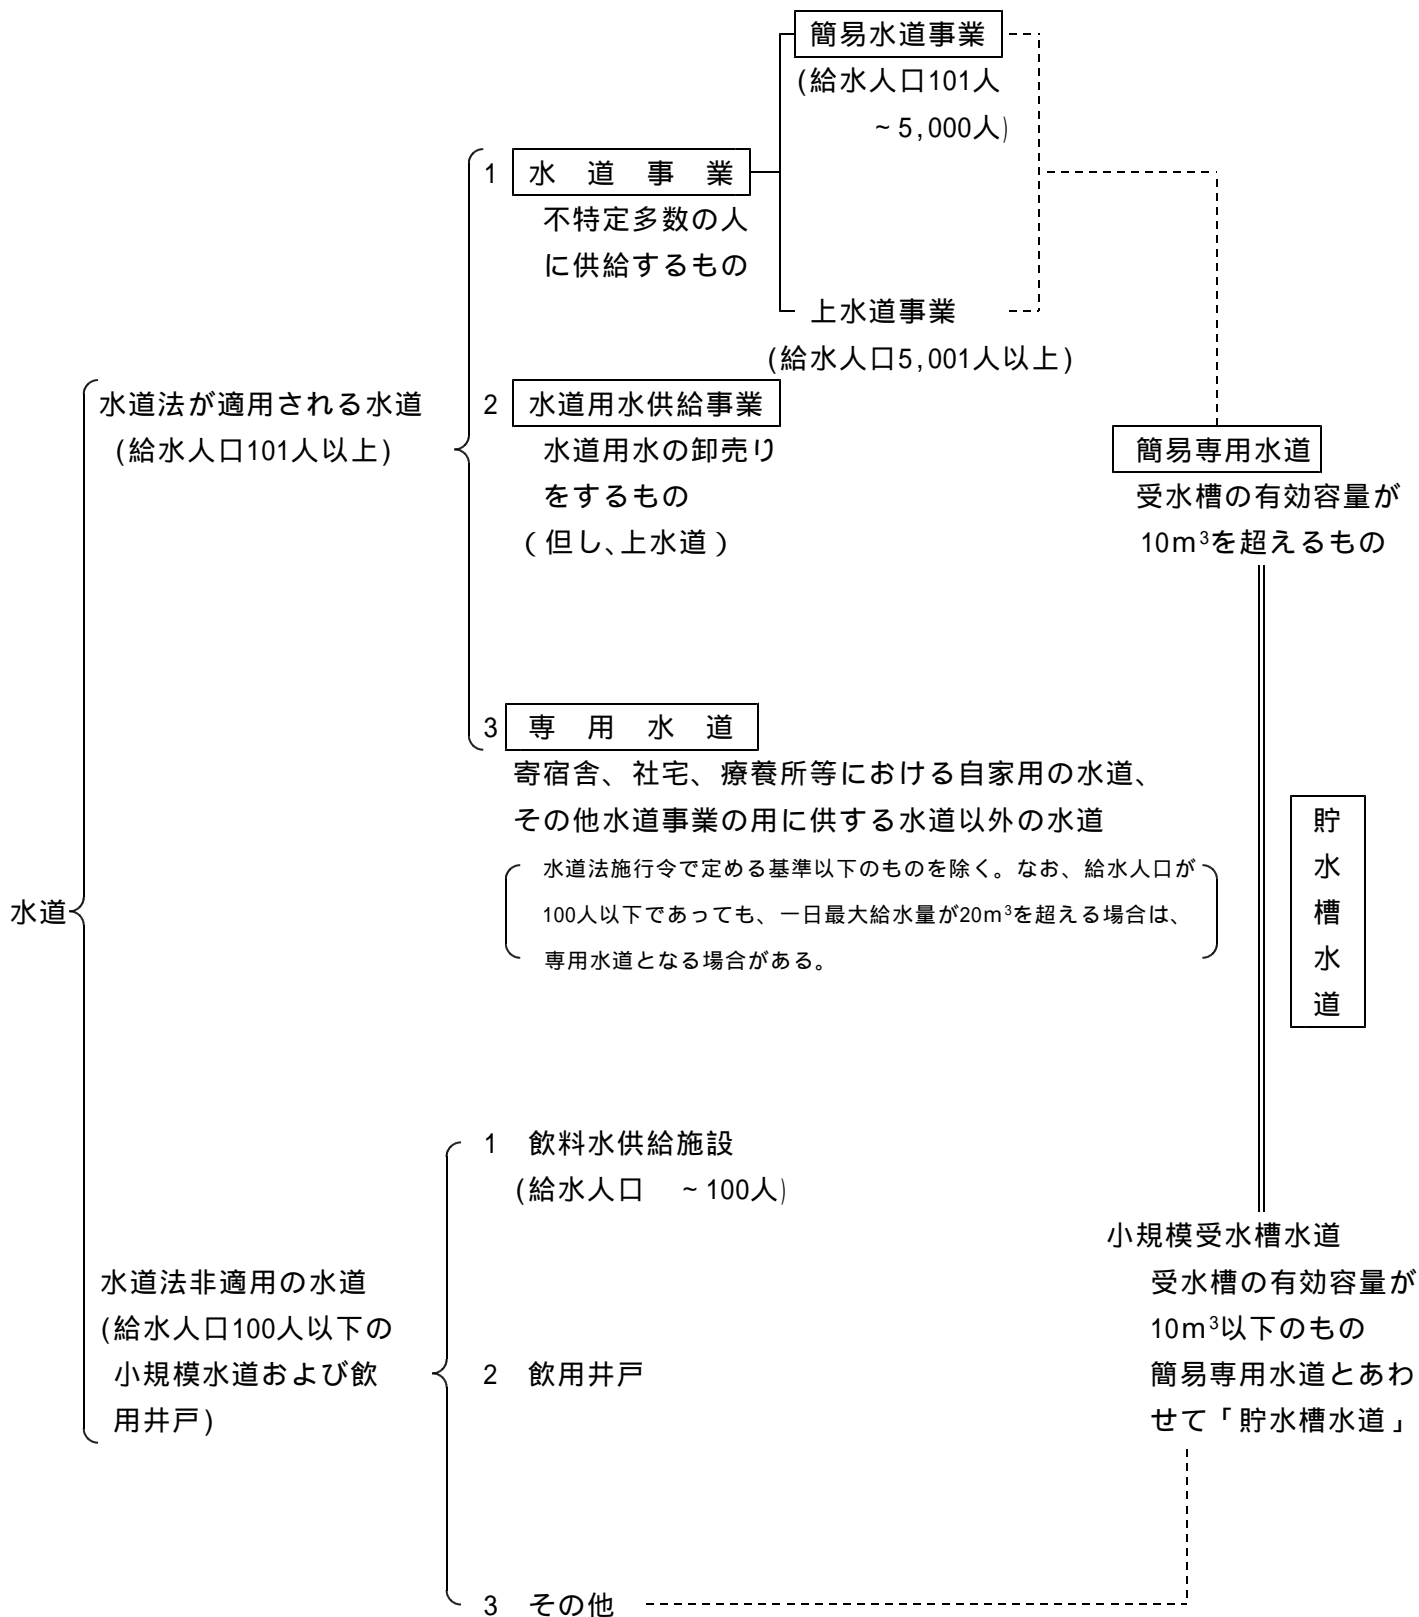 簡易水道事業
(給水人口101人
~5,000人)
1 水道事業
不特定多数の人
に供給するもの
上水道事業
(給水人口5,001人以上)
水道法が適用される水道
(給水人口101人以上)
2 水道用水供給事業
水道用水の卸売り
をするもの
(但し、上水道)
簡易専用水道
受水槽の有効容量が
10m³を超えるもの
3 専用水道
寄宿舎、社宅、療養所等における自家用の水道、
その他水道事業の用に供する水道以外の水道
水道法施行令で定める基準以下のものを除く。なお、給水人口が
100人以下であっても、一日最大給水量が20m³を超える場合は、
専用水道となる場合がある。
貯水槽水道
水道
1 飲料水供給施設
(給水人口 ~100人)
水道法非適用の水道
(給水人口100人以下の
小規模水道および飲
用井戸)
2 飲用井戸
小規模受水槽水道
受水槽の有効容量が
10m³以下のもの
簡易専用水道とあわ
せて「貯水槽水道」
3 その他